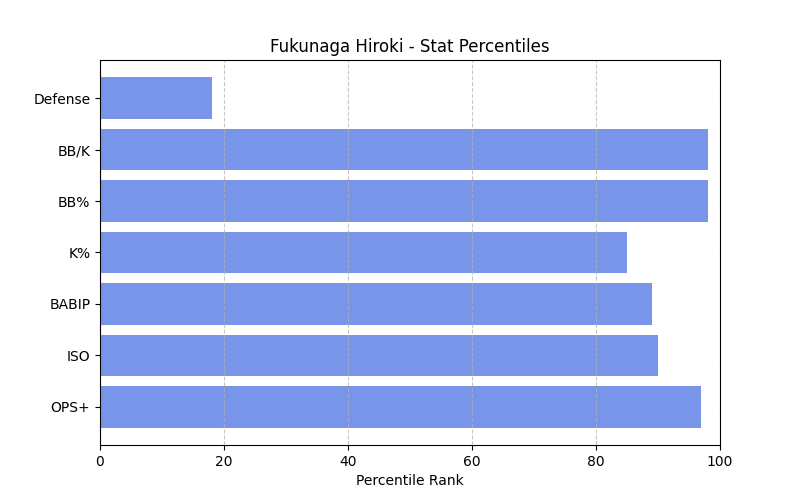 Fukunaga Hiroki - Stat Percentiles
Defense
BB/K
BB%
K%
BABIP
ISO
OPS+
0 20 40 60 80 100
Percentile Rank